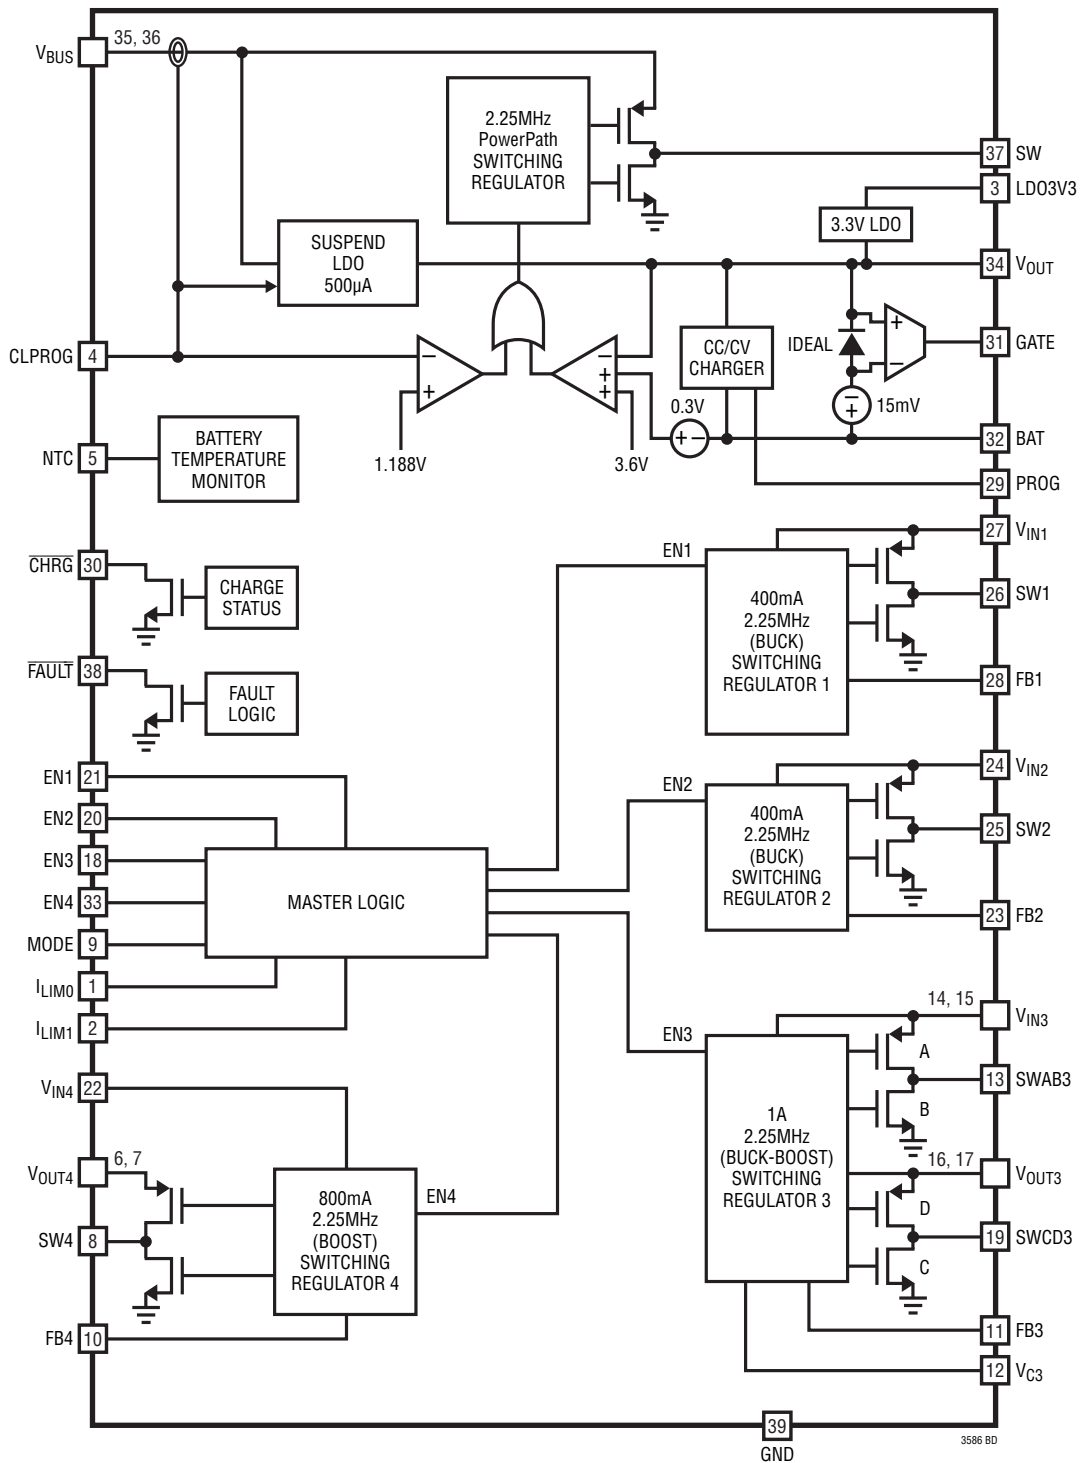 VBUS
35, 36
2.25MHz
PowerPath
SWITCHING
REGULATOR
37
SW
3
LDO3V3
3.3V LDO
SUSPEND
LDO
500µA
34
VOUT
CLPROG
4
−
+
1.188V
−
+
+
3.6V
CC/CV
CHARGER
0.3V
+ −
IDEAL
+
−
−
+
15mV
31
GATE
32
BAT
29
PROG
NTC
5
BATTERY
TEMPERATURE
MONITOR
CHRG
30
CHARGE
STATUS
FAULT
38
FAULT
LOGIC
EN1
400mA
2.25MHz
(BUCK)
SWITCHING
REGULATOR 1
27
VIN1
26
SW1
28
FB1
EN1
21
EN2
20
EN3
18
EN4
33
MODE
9
ILIM0
1
ILIM1
2
MASTER LOGIC
EN2
400mA
2.25MHz
(BUCK)
SWITCHING
REGULATOR 2
24
VIN2
25
SW2
23
FB2
EN3
1A
2.25MHz
(BUCK-BOOST)
SWITCHING
REGULATOR 3
14, 15
VIN3
A
13
SWAB3
B
16, 17
VOUT3
D
19
SWCD3
C
11
FB3
12
VC3
VIN4
22
VOUT4
6, 7
SW4
8
FB4
10
800mA
2.25MHz
(BOOST)
SWITCHING
REGULATOR 4
EN4
39
GND
3586 BD